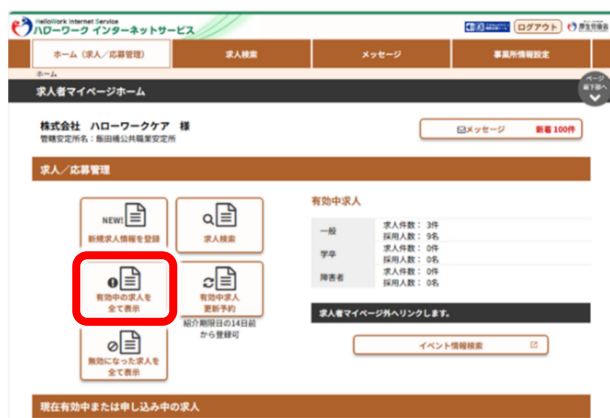 HelloWork Internet Service
ハローワーク インターネットサービス
ログアウト
厚生労働省
ホーム（求人／応募管理）
求人検索
メッセージ
事業所情報設定
ホーム
ページ
最下部へ
求人者マイページホーム
株式会社 ハローワークケア 様
管轄安定所名：飯田橋公共職業安定所
メッセージ 新着 100件
求人／応募管理
NEW!
新規求人情報を登録
求人検索
有効中の求人を
全て表示
有効中求人
更新予約
紹介期限日の14日前
から登録可
無効になった求人を
全て表示
有効中求人
一般
求人件数： 3件
採用人数： 9名
学卒
求人件数： 0件
採用人数： 0名
障害者
求人件数： 0件
採用人数： 0名
求人者マイページ外へリンクします。
イベント情報検索
現在有効中または申し込み中の求人